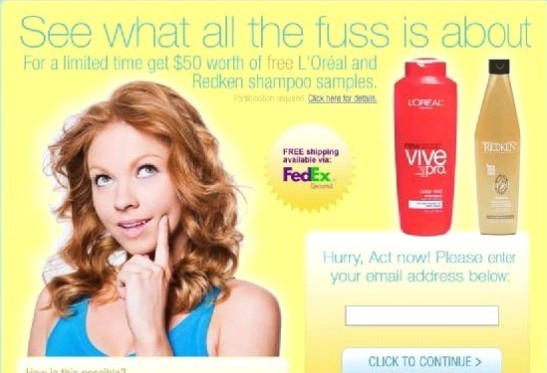 See what all the fuss is about
For a limited time get $50 worth of free L'Oréal and
Redken shampoo samples.
Participation required. Click here for details.
FREE shipping
available via:
FedEx
Ground
L'ORÉAL
vive
pro.
REDKEN
Hurry, Act now! Please enter
your email address below:
CLICK TO CONTINUE >
How is this possible?